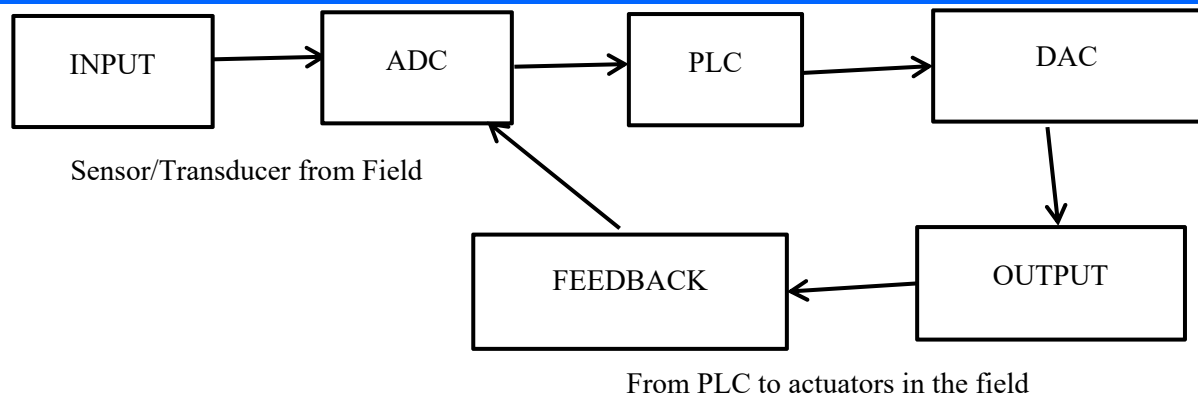 INPUT
ADC
PLC
DAC
Sensor/Transducer from Field
FEEDBACK
OUTPUT
From PLC to actuators in the field